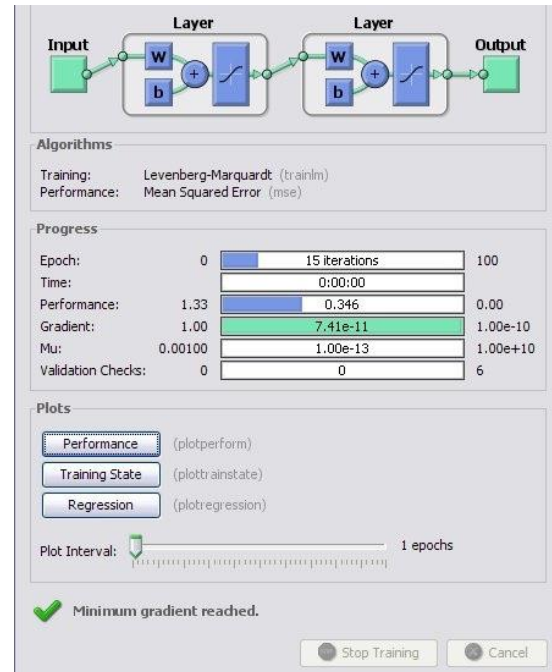 Layer Layer
Input Output
W W
+ +
b b
Algorithms
Training: Levenberg-Marquardt (trainlm)
Performance: Mean Squared Error (mse)
Progress
Epoch: 0 15 iterations 100
Time: 0:00:00
Performance: 1.33 0.346 0.00
Gradient: 1.00 7.41e-11 1.00e-10
Mu: 0.00100 1.00e-13 1.00e+10
Validation Checks: 0 0 6
Plots
Performance (plotperform)
Training State (plottrainstate)
Regression (plotregression)
Plot Interval: 1 epochs
Minimum gradient reached.
Stop Training Cancel